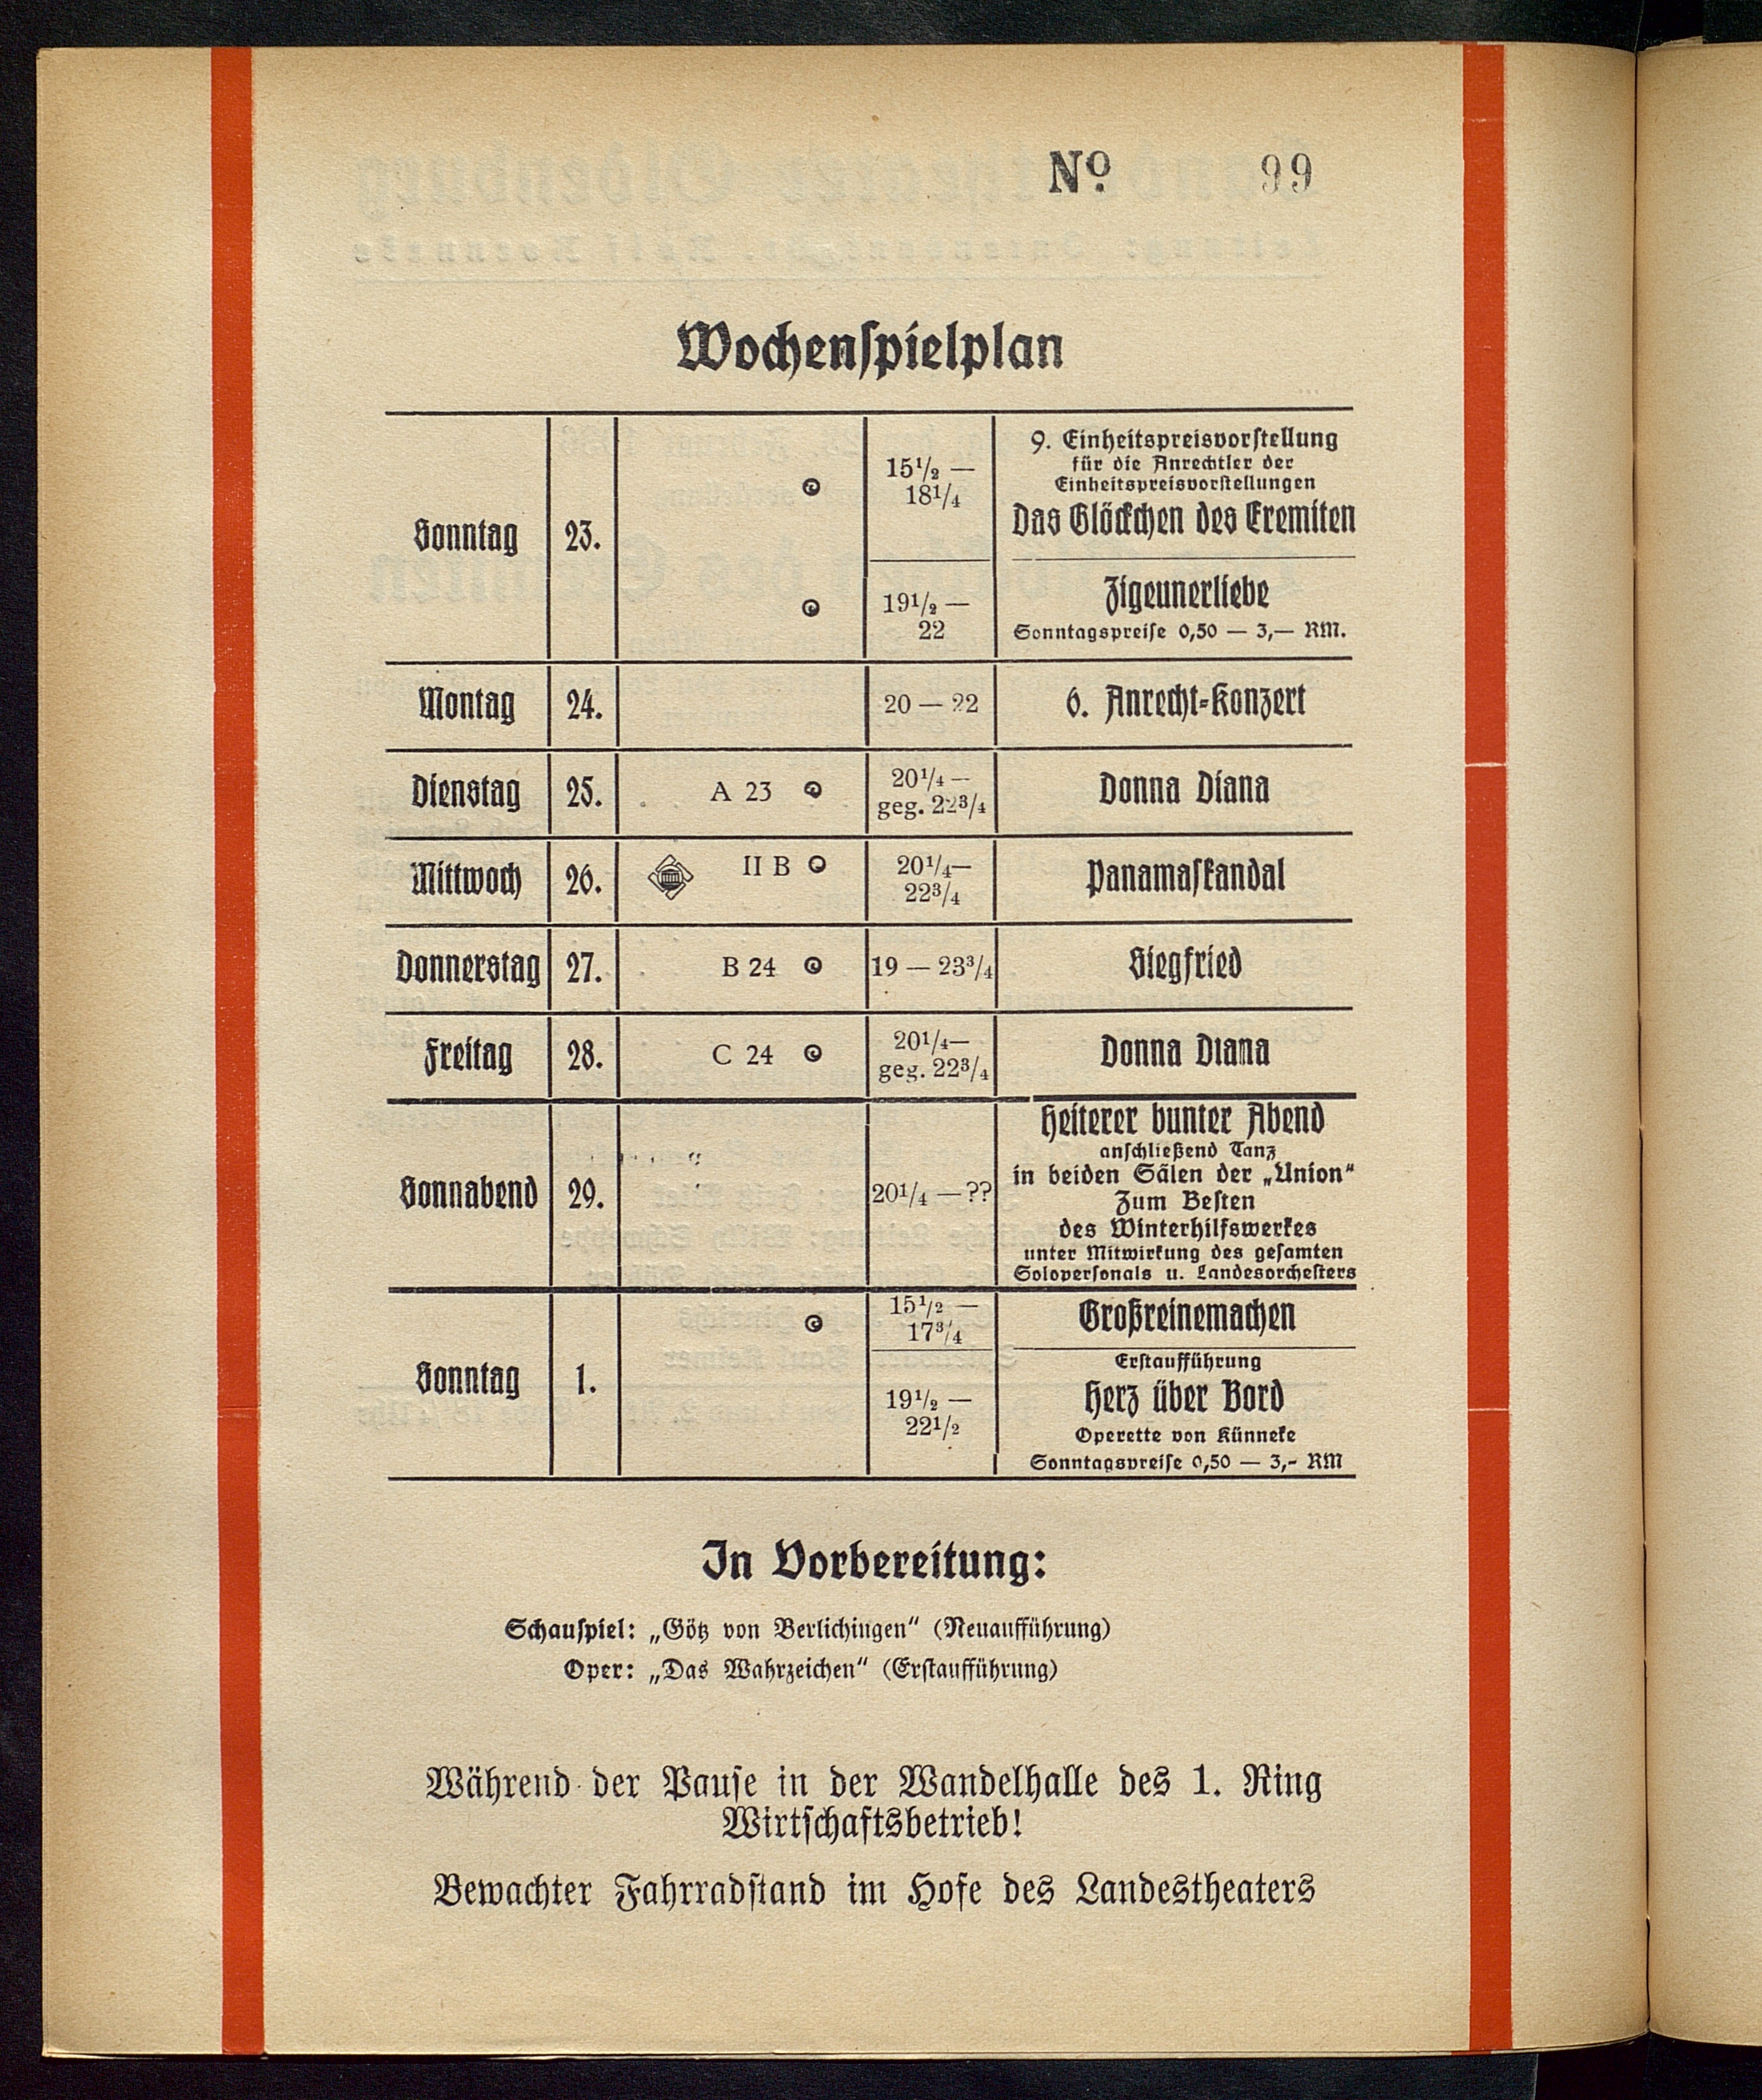 No. 99
Wochenspielplan
Sonntag 23.
15½ — 18¼
9. Einheitspreisvorstellung
für die Anrechtler der
Einheitspreisvorstellungen
Das Glöckchen des Eremiten
19½ — 22
Zigeunerliebe
Sonntagspreise 0,50 — 3,— RM.
Montag 24. 20 — 22 6. Anrecht-Konzert
Dienstag 25. A 23 20¼ — geg. 22¾ Donna Diana
Mittwoch 26. II B 20¼— 22¾ Panamaskandal
Donnerstag 27. B 24 19 — 23¾ Siegfried
Freitag 28. C 24 20¼— geg. 22¾ Donna Diana
Sonnabend 29. 20¼ — ??
Heiterer bunter Abend
anschließend Tanz
in beiden Sälen der „Union“
Zum Besten
des Winterhilfswerkes
unter Mitwirkung des gesamten
Solopersonals u. Landesorchesters
Sonntag 1.
15½ — 17¾
Großreinemachen
19½ — 22½
Erstaufführung
Herz über Bord
Operette von Künneke
Sonntagspreise 0,50 — 3,- RM
In Vorbereitung:
Schauspiel: „Götz von Berlichingen“ (Neuaufführung)
Oper: „Das Wahrzeichen“ (Erstaufführung)
Während der Pause in der Wandelhalle des 1. Ring
Wirtschaftsbetrieb!
Bewachter Fahrradstand im Hofe des Landestheaters